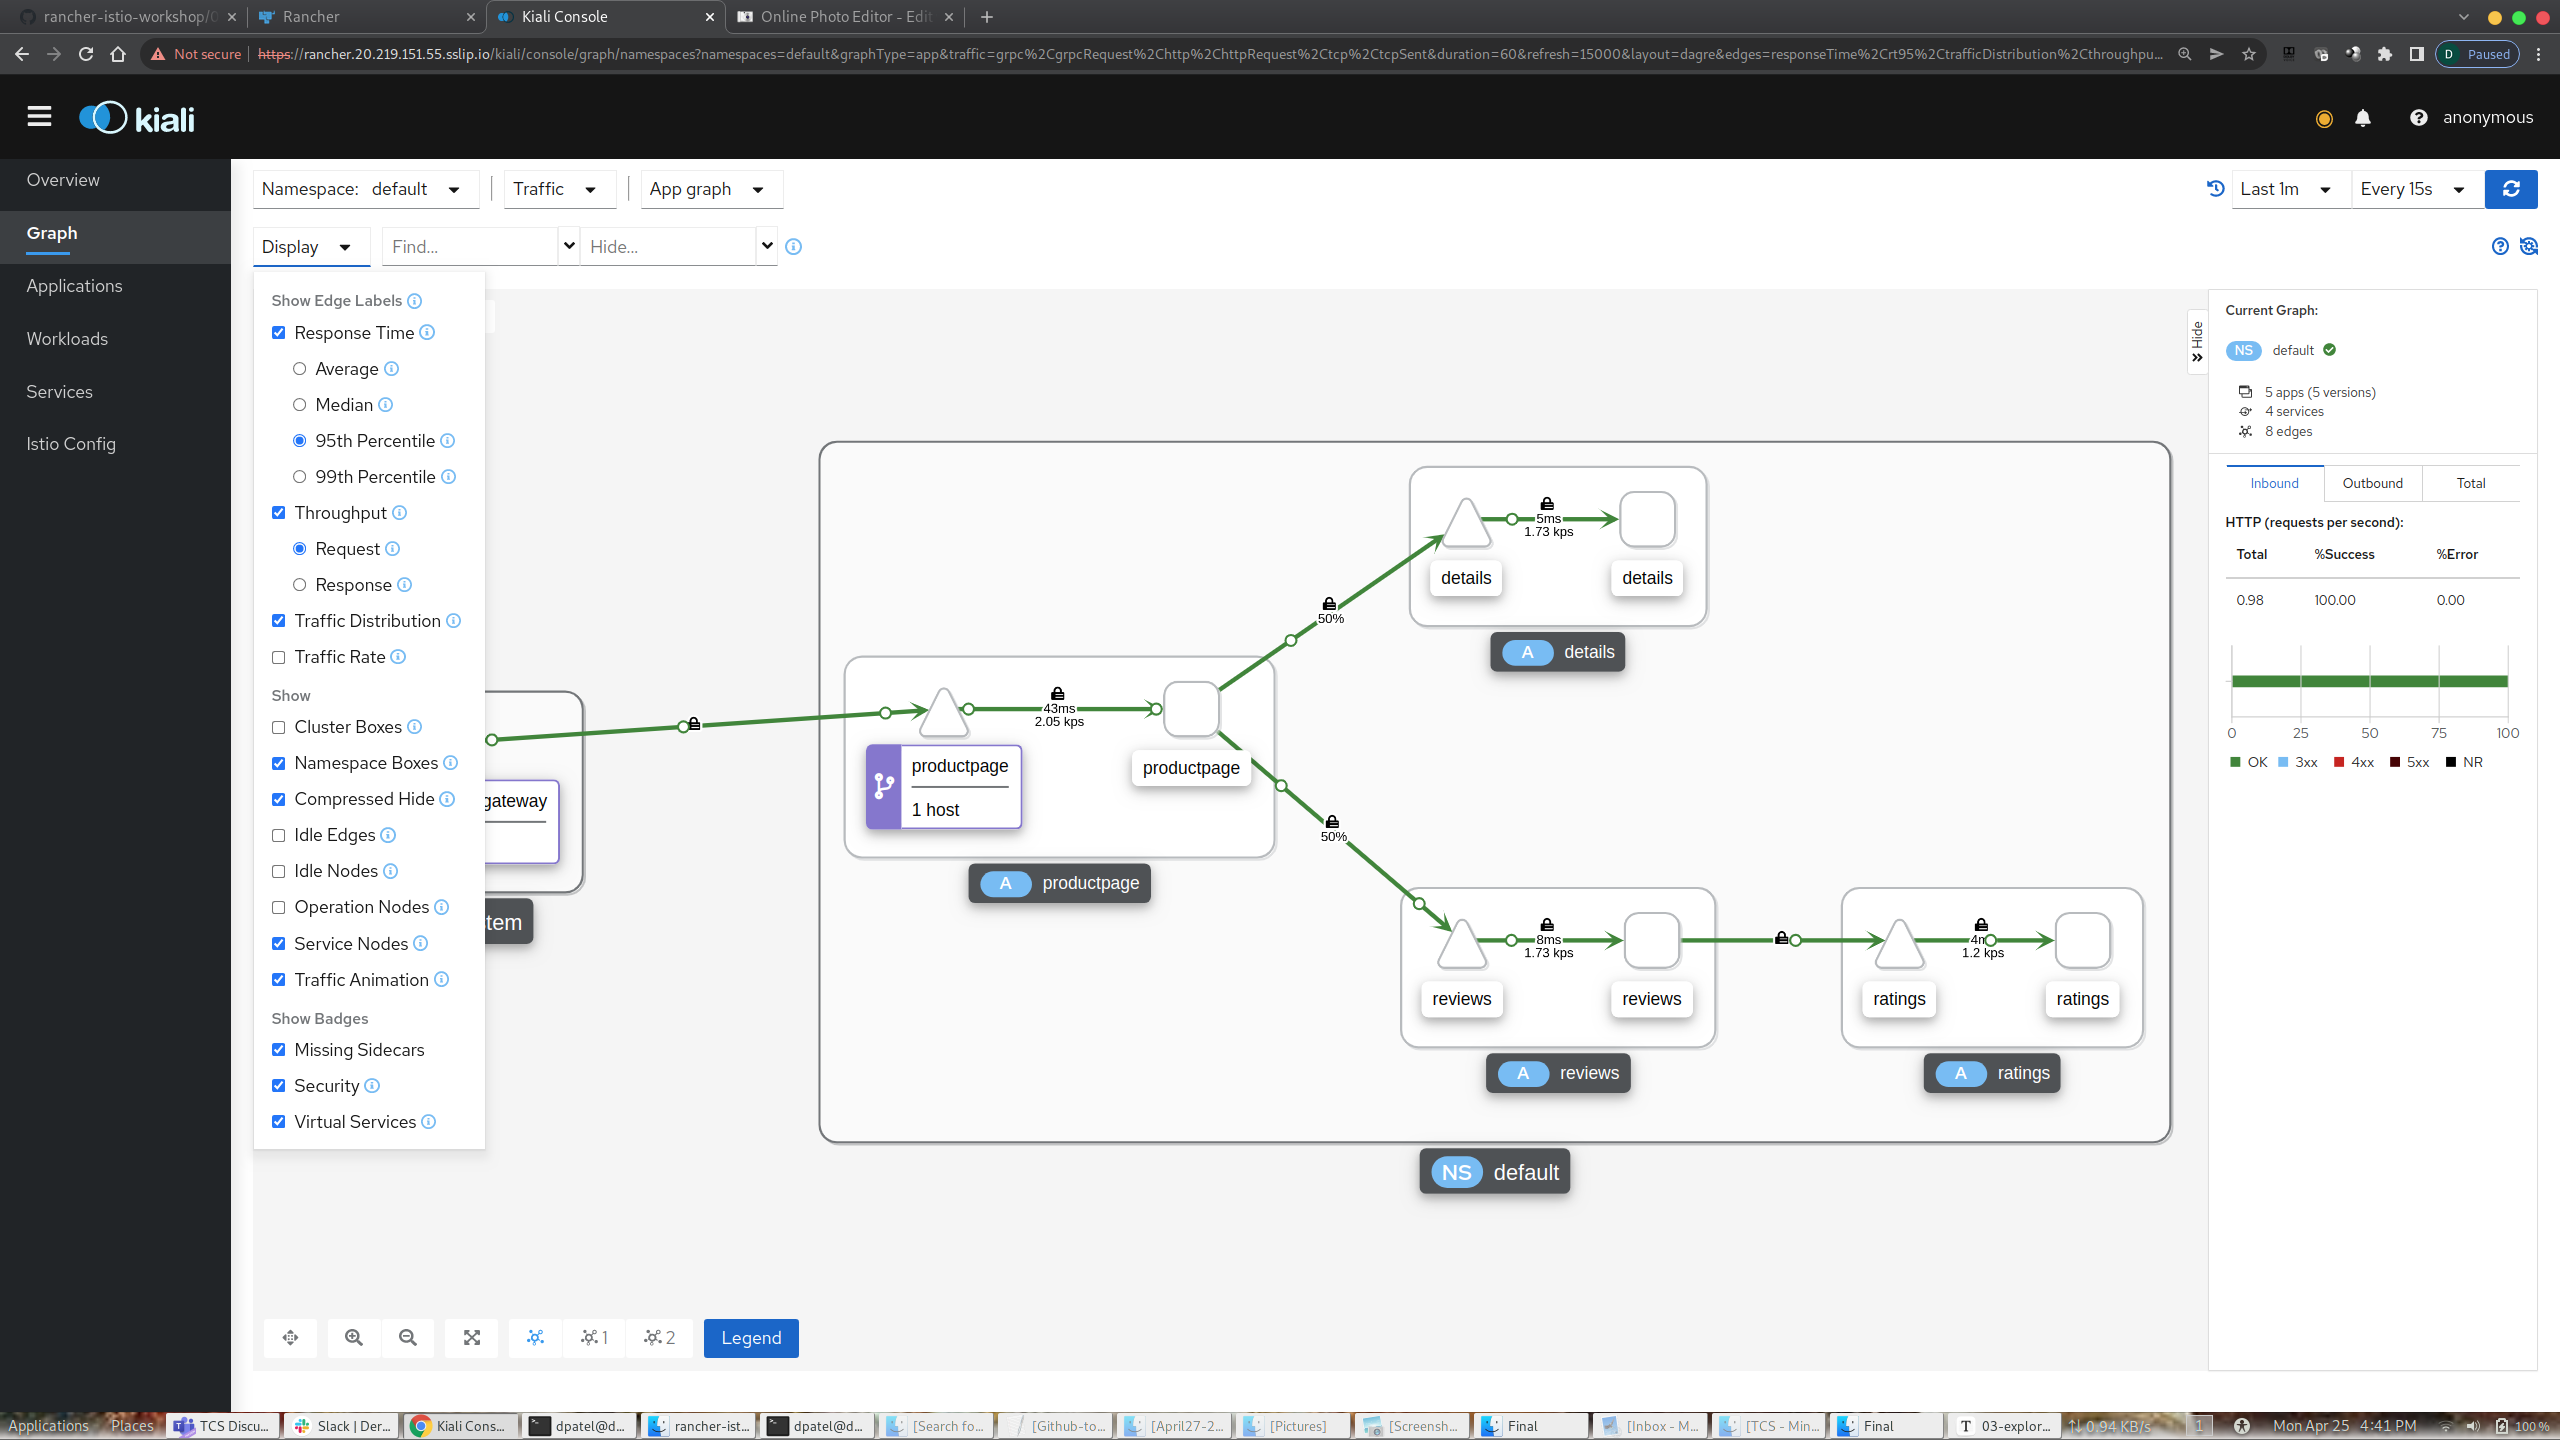 rancher-istio-workshop/0
Rancher
Kiali Console
Online Photo Editor - Edit
Not secure
https://rancher.20.219.151.55.sslip.io/kiali/console/graph/namespaces?namespaces=default&graphType=app&traffic=grpc%2CgrpcRequest%2Chttp%2ChttpRequest%2Ctcp%2CtcpSent&duration=60&refresh=15000&layout=dagre&edges=responseTime%2Crt95%2CtrafficDistribution%2Cthroughpu...
D Paused
kiali
anonymous
Overview
Graph
Applications
Workloads
Services
Istio Config
Namespace: default
Traffic
App graph
Last 1m
Every 15s
Display
Find...
Hide...
Show Edge Labels
Response Time
Average
Median
95th Percentile
99th Percentile
Throughput
Request
Response
Traffic Distribution
Traffic Rate
Show
Cluster Boxes
Namespace Boxes
Compressed Hide
Idle Edges
Idle Nodes
Operation Nodes
Service Nodes
Traffic Animation
Show Badges
Missing Sidecars
Security
Virtual Services
gateway
stem
productpage
1 host
43ms
2.05 kps
productpage
A productpage
50%
50%
5ms
1.73 kps
details
details
A details
8ms
1.73 kps
reviews
reviews
A reviews
1.2 kps
ratings
ratings
A ratings
NS default
Hide
Current Graph:
NS default
5 apps (5 versions)
4 services
8 edges
Inbound
Outbound
Total
HTTP (requests per second):
Total %Success %Error
0.98 100.00 0.00
0 25 50 75 100
OK 3xx 4xx 5xx NR
1
2
Legend
Applications
Places
TCS Discu...
Slack | Der...
Kiali Cons...
dpatel@d...
rancher-ist...
dpatel@d...
[Search fo...
[Github-to...
[April27-2...
[Pictures]
[Screensh...
Final
[Inbox - M...
[TCS - Min...
Final
03-explor...
0.94 KB/s
1
Mon Apr 25 4:41 PM
100 %